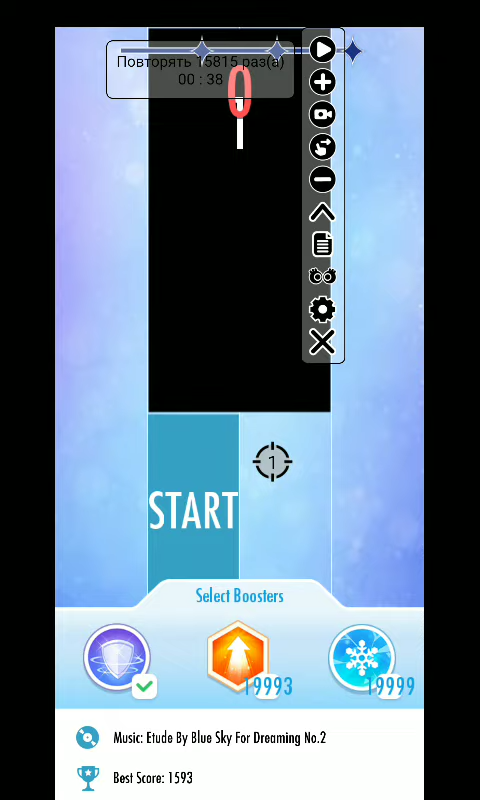 Повторять 15815 раз(а)
00 : 38
0
1
START
Select Boosters
19993
19999
Music: Etude By Blue Sky For Dreaming No.2
Best Score: 1593